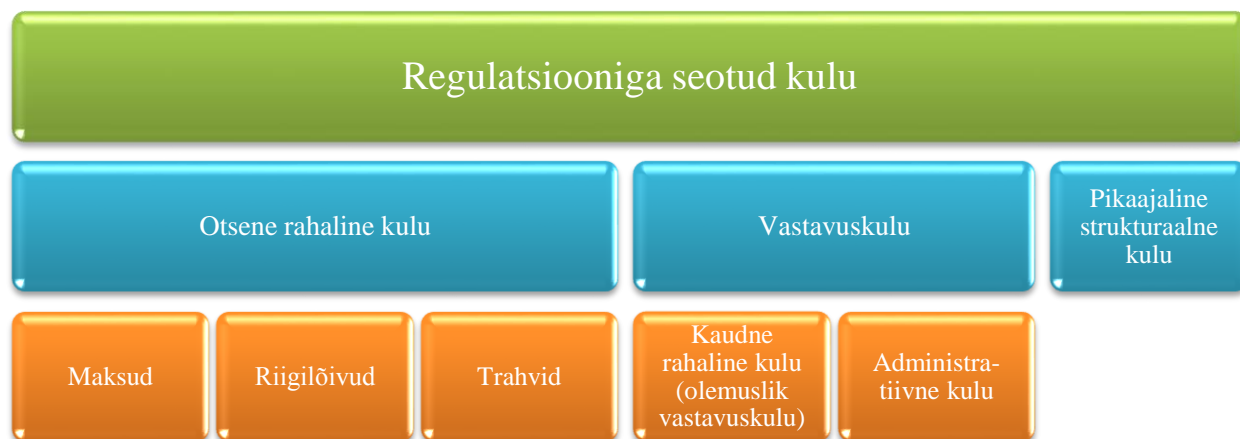 Regulatsiooniga seotud kulu
Otsene rahaline kulu
Vastavuskulu
Pikaajaline
strukturaalne
kulu
Maksud
Riigilõivud
Trahvid
Kaudne
rahaline kulu
(olemuslik
vastavuskulu)
Administra-
tiivne kulu